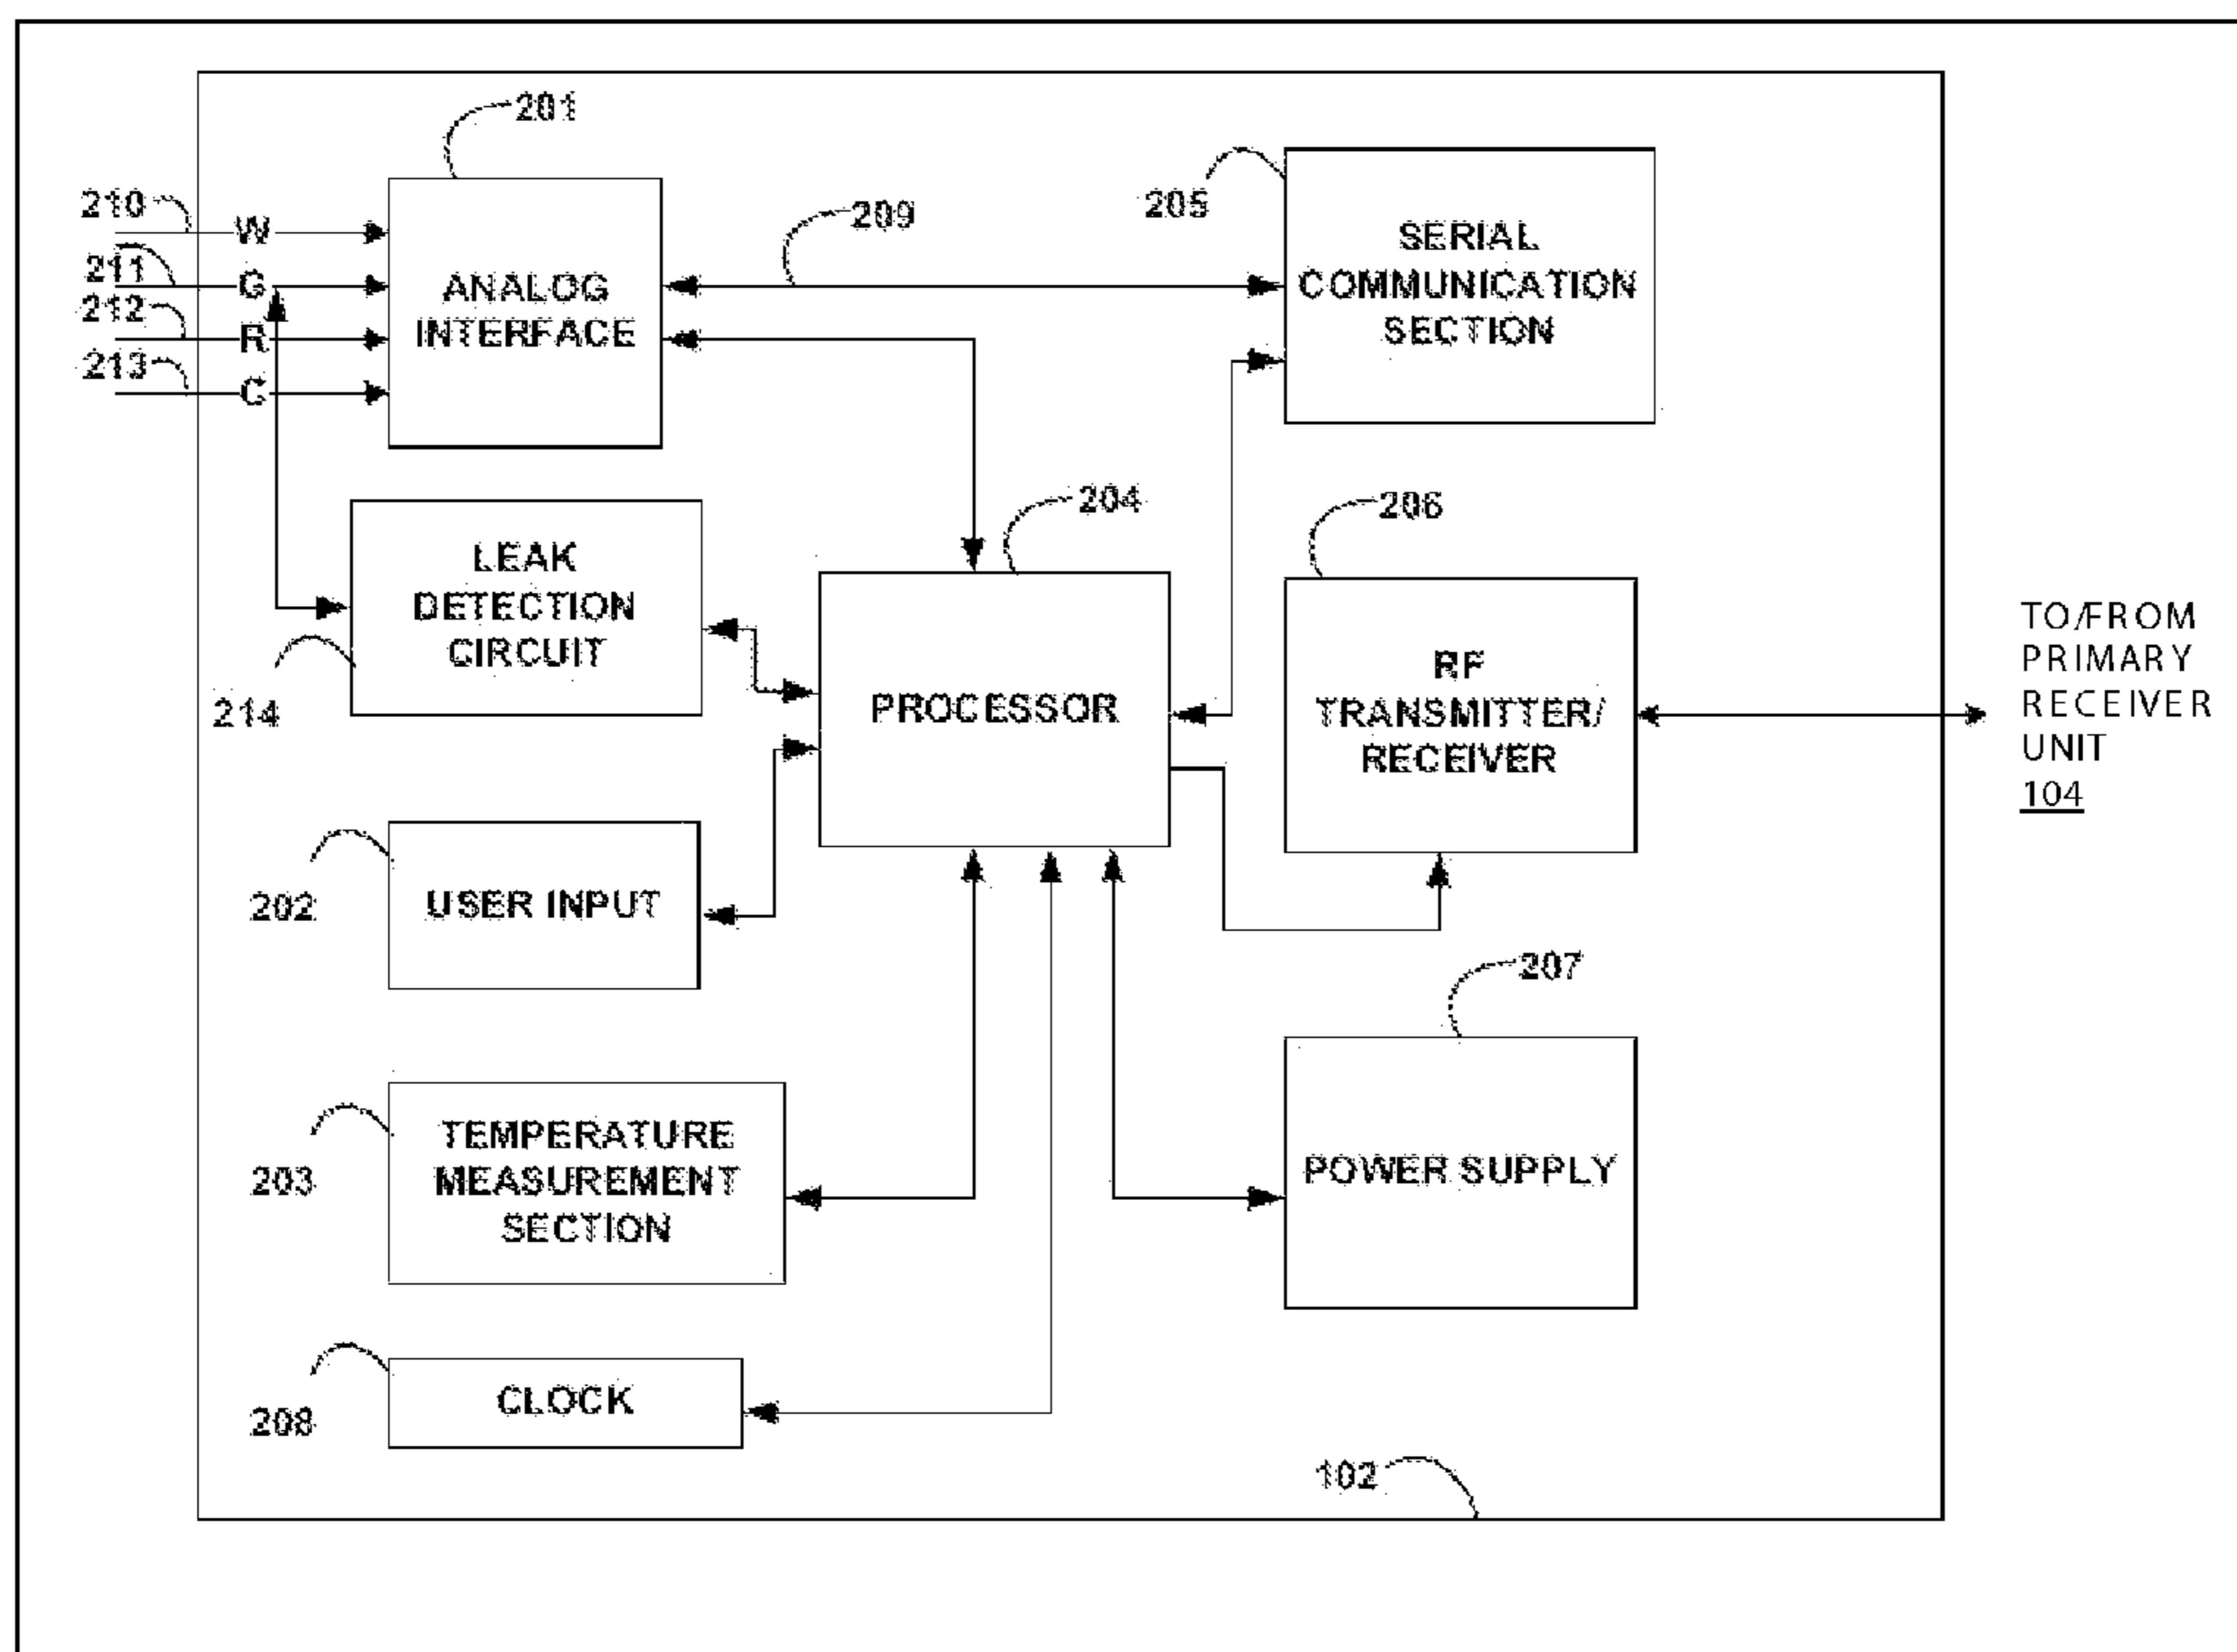 201
210
W
211
G
212
R
213
C
ANALOG
INTERFACE
209
205
SERIAL
COMMUNICATION
SECTION
LEAK
DETECTION
CIRCUIT
214
204
PROCESSOR
206
RF
TRANSMITTER/
RECEIVER
TO/FROM
PRIMARY
RECEIVER
UNIT
104
202
USER INPUT
207
POWER SUPPLY
203
TEMPERATURE
MEASUREMENT
SECTION
208
CLOCK
102